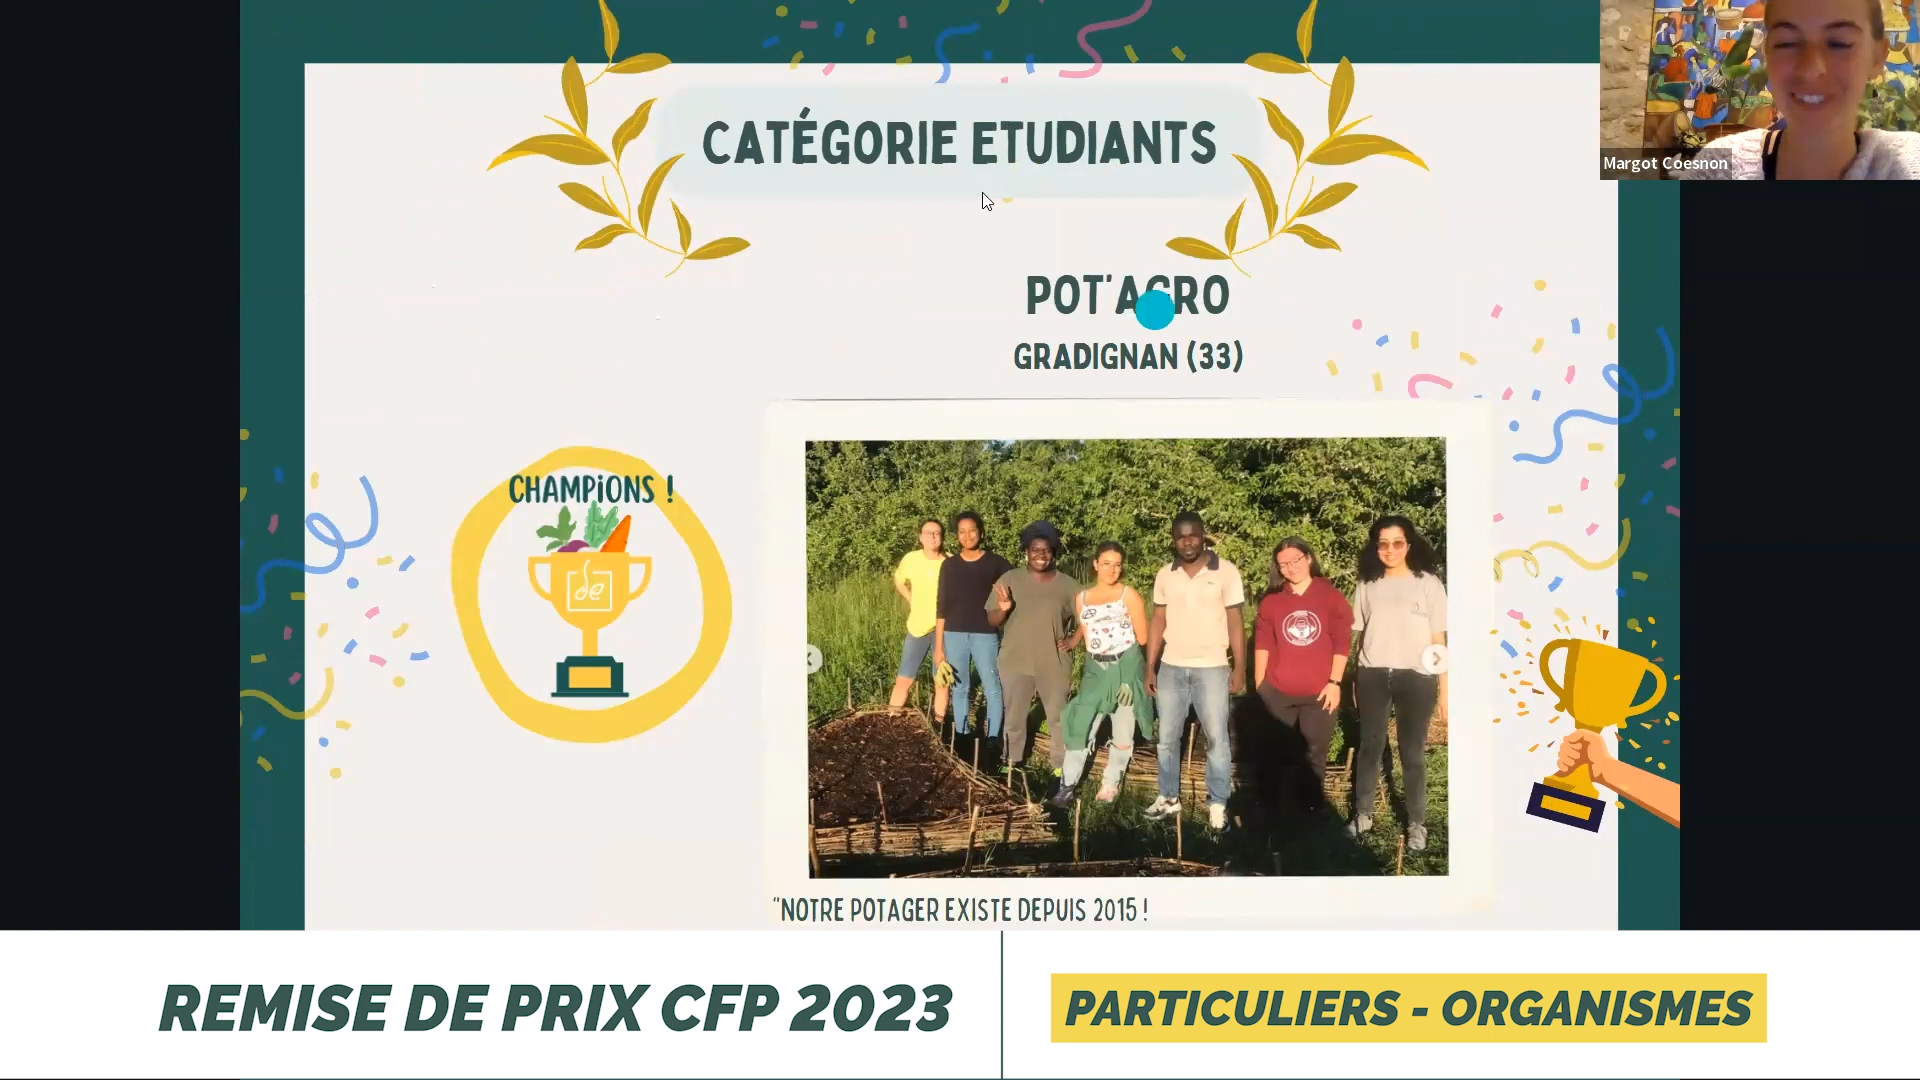 CATÉGORIE ETUDIANTS
Margot Coesnon
POT'AGRO
GRADIGNAN (33)
CHAMPiONS !
"NOTRE POTAGER EXISTE DEPUIS 2015 !
REMISE DE PRIX CFP 2023
PARTICULIERS - ORGANISMES